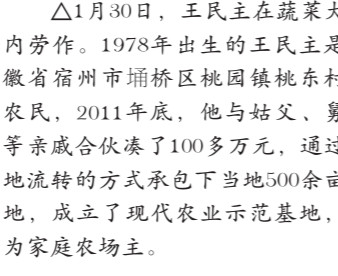 △1月30日，王民主在蔬菜大
内劳作。1978年出生的王民主是
徽省宿州市埇桥区桃园镇桃东村
农民，2011年底，他与姑父、舅
等亲戚合伙凑了100多万元，通过
地流转的方式承包下当地500余亩
地，成立了现代农业示范基地，
为家庭农场主。